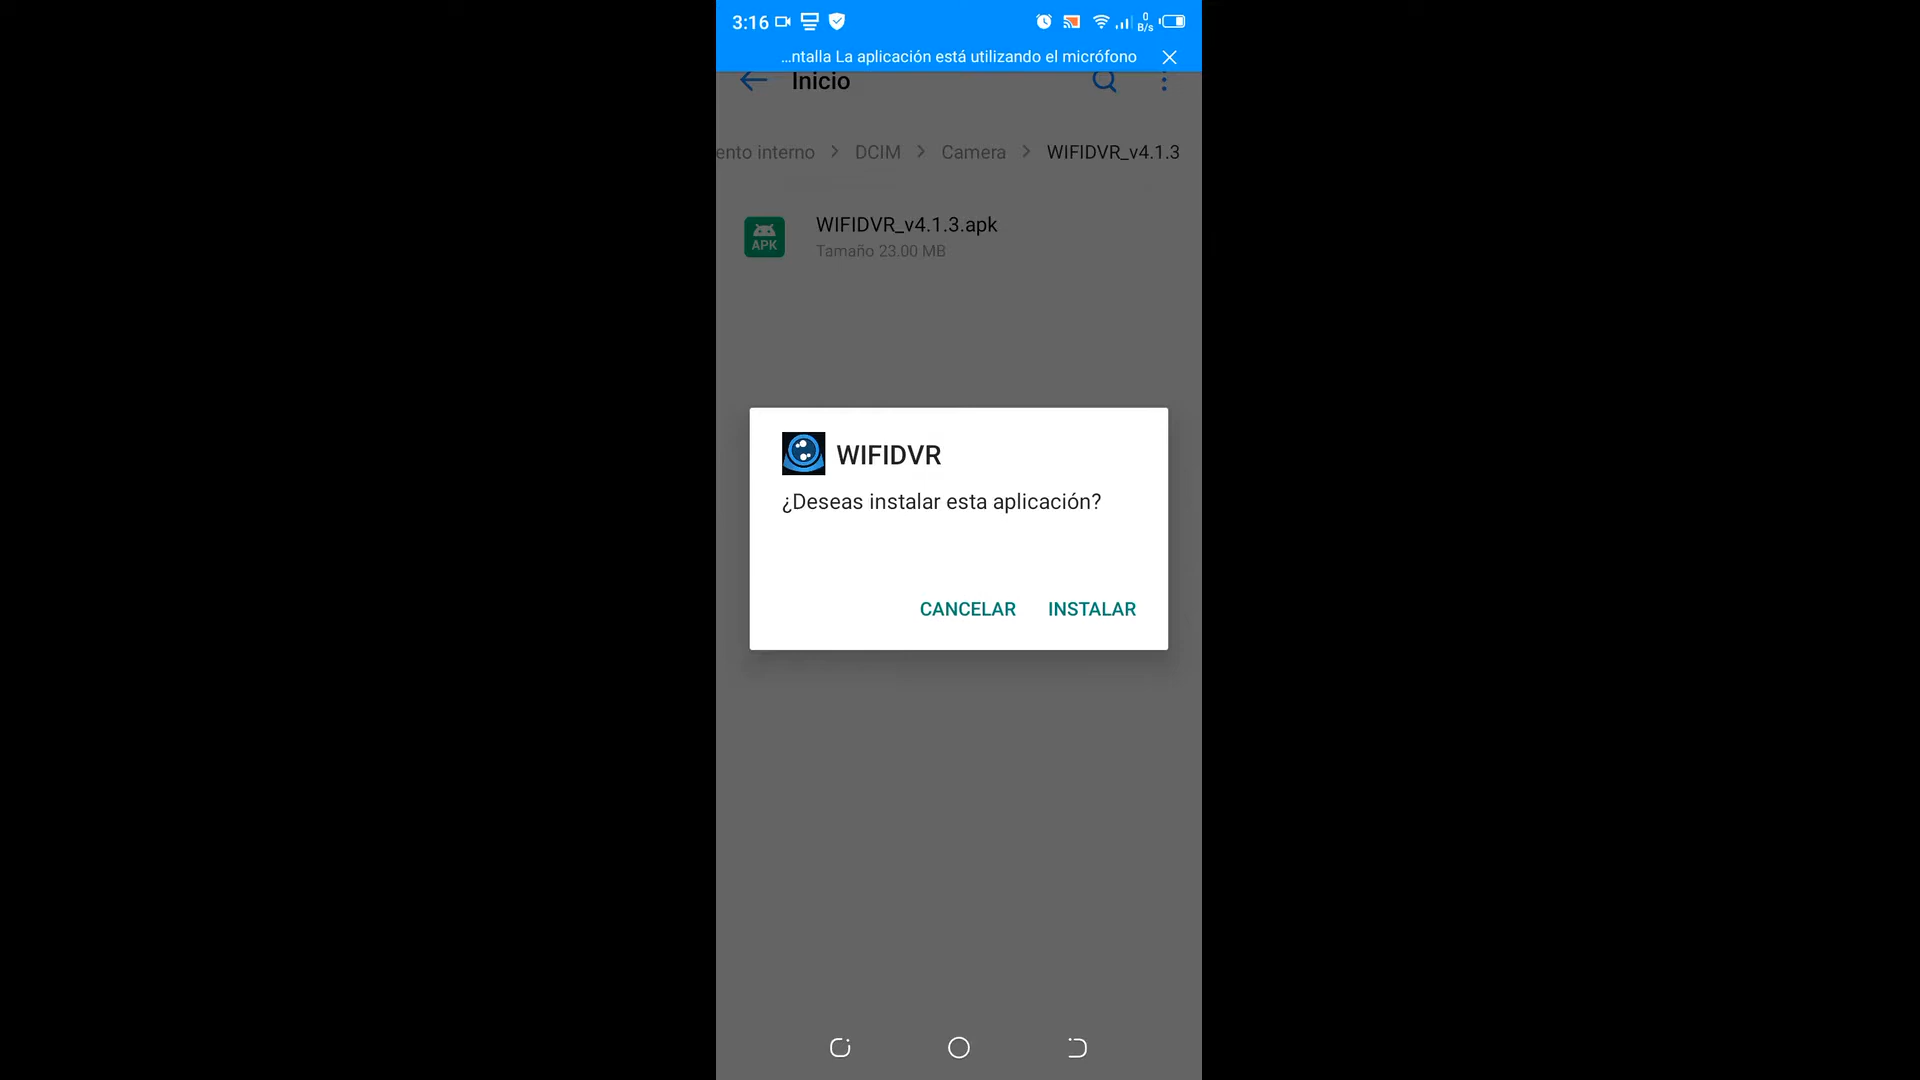 3:16
0
B/s
…ntalla La aplicación está utilizando el micrófono
Inicio
ento interno > DCIM > Camera > WIFIDVR_v4.1.3
WIFIDVR_v4.1.3.apk
APK
Tamaño 23.00 MB
WIFIDVR
¿Deseas instalar esta aplicación?
CANCELAR INSTALAR